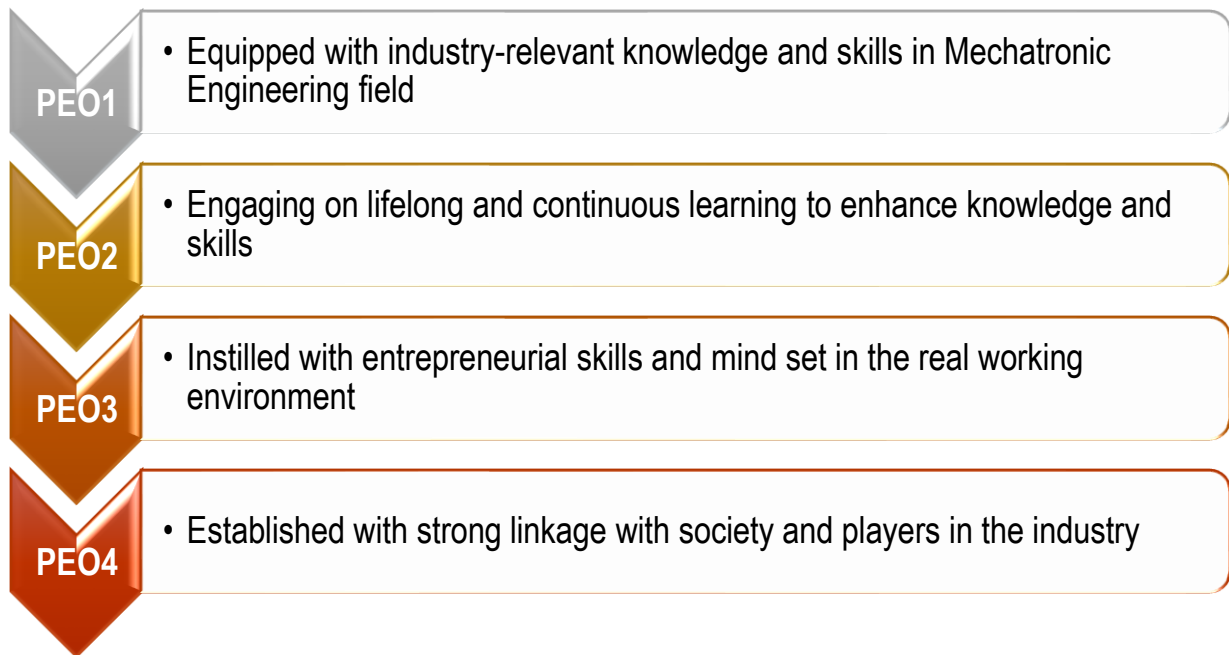 PEO1
• Equipped with industry-relevant knowledge and skills in Mechatronic
Engineering field
PEO2
• Engaging on lifelong and continuous learning to enhance knowledge and
skills
PEO3
• Instilled with entrepreneurial skills and mind set in the real working
environment
PEO4
• Established with strong linkage with society and players in the industry